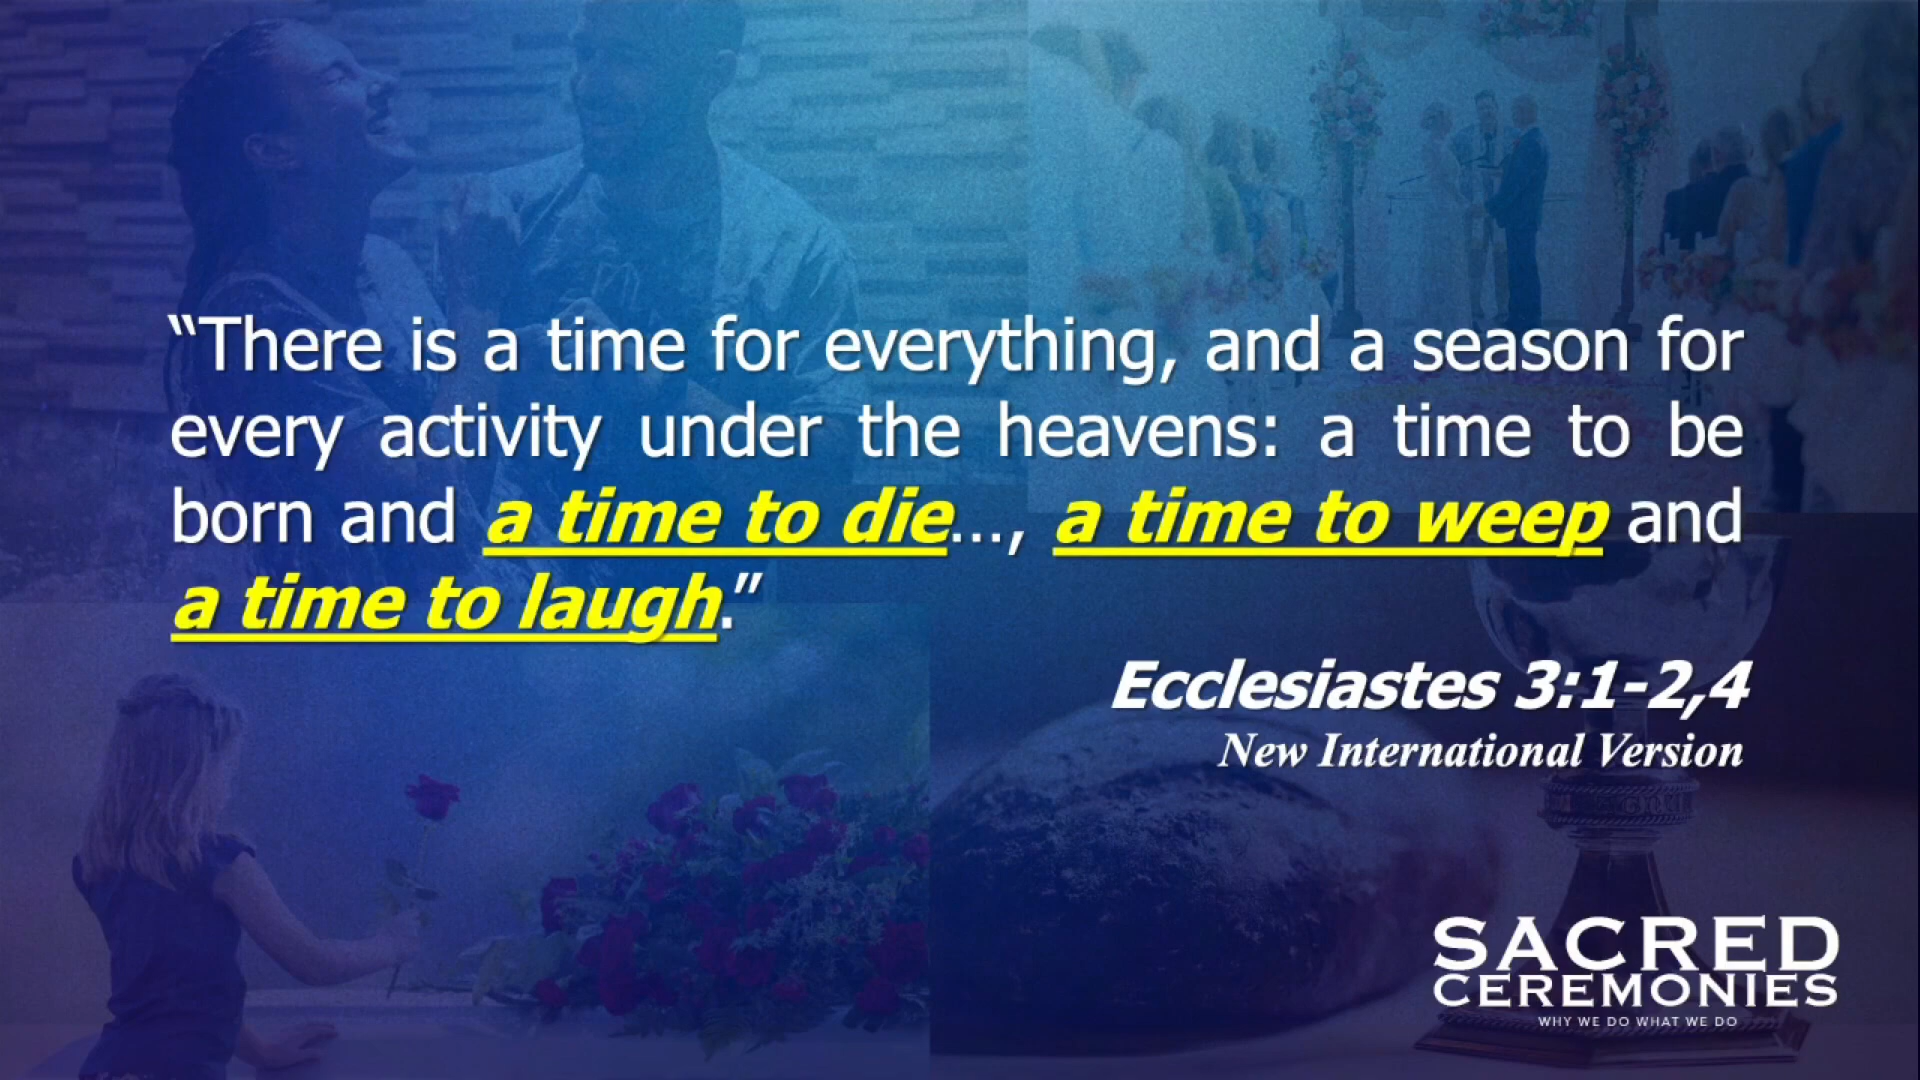 “There is a time for everything, and a season for
every activity under the heavens: a time to be
born and a time to die…, a time to weep and
a time to laugh.”
Ecclesiastes 3:1-2,4
New International Version
SACRED
CEREMONIES
WHY WE DO WHAT WE DO